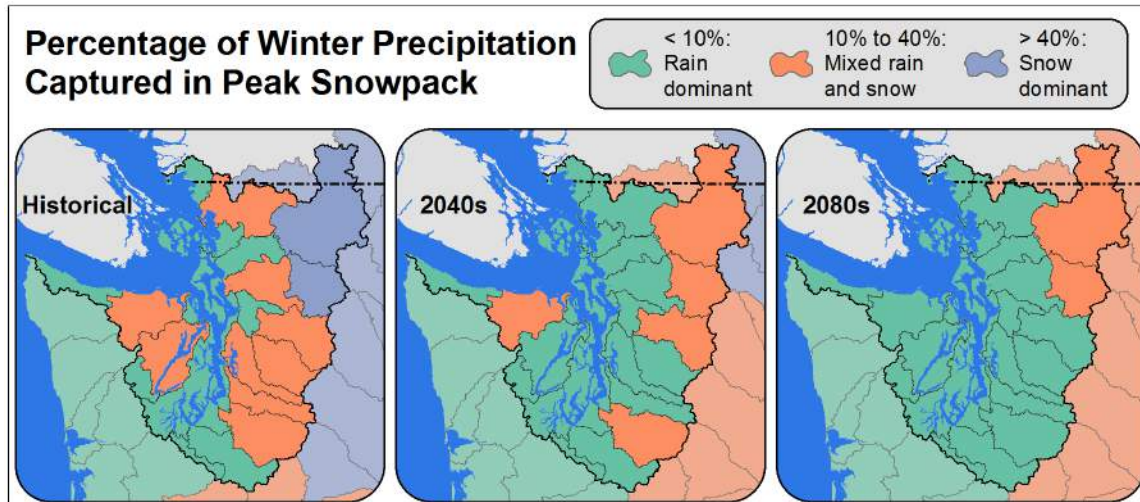 Percentage of Winter Precipitation
Captured in Peak Snowpack
< 10%:
Rain
dominant
10% to 40%:
Mixed rain
and snow
> 40%:
Snow
dominant
Historical
2040s
2080s